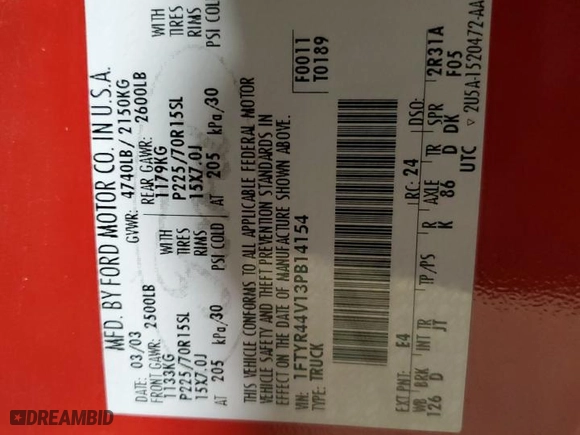 MFD. BY FORD MOTOR CO. IN U.S.A.
DATE: 03/03 GVWR: 4740LB/ 2150KG
FRONT GAWR: 2500LB REAR GAWR: 2600LB
1133KG WITH 1179KG WITH
P225/70R15SL TIRES P225/70R15SL TIRES
15X7.0J RIMS 15X7.0J RIMS
AT 205 kPa/30 PSI COLD AT 205 kPa/30 PSI COLD
THIS VEHICLE CONFORMS TO ALL APPLICABLE FEDERAL MOTOR
VEHICLE SAFETY AND THEFT PREVENTION STANDARDS IN
EFFECT ON THE DATE OF MANUFACTURE SHOWN ABOVE.
VIN: 1FTYR44V13PB14154 F0011
TYPE: TRUCK T0189
EXT PNT: E4 RC: 24 DSO:
WB BRK INT TR TP/PS R AXLE TR SPR 2R31A
126 D JT K 86 D DK F05
UTC ▽ 2U5A-1520472-AA
DREAMBID